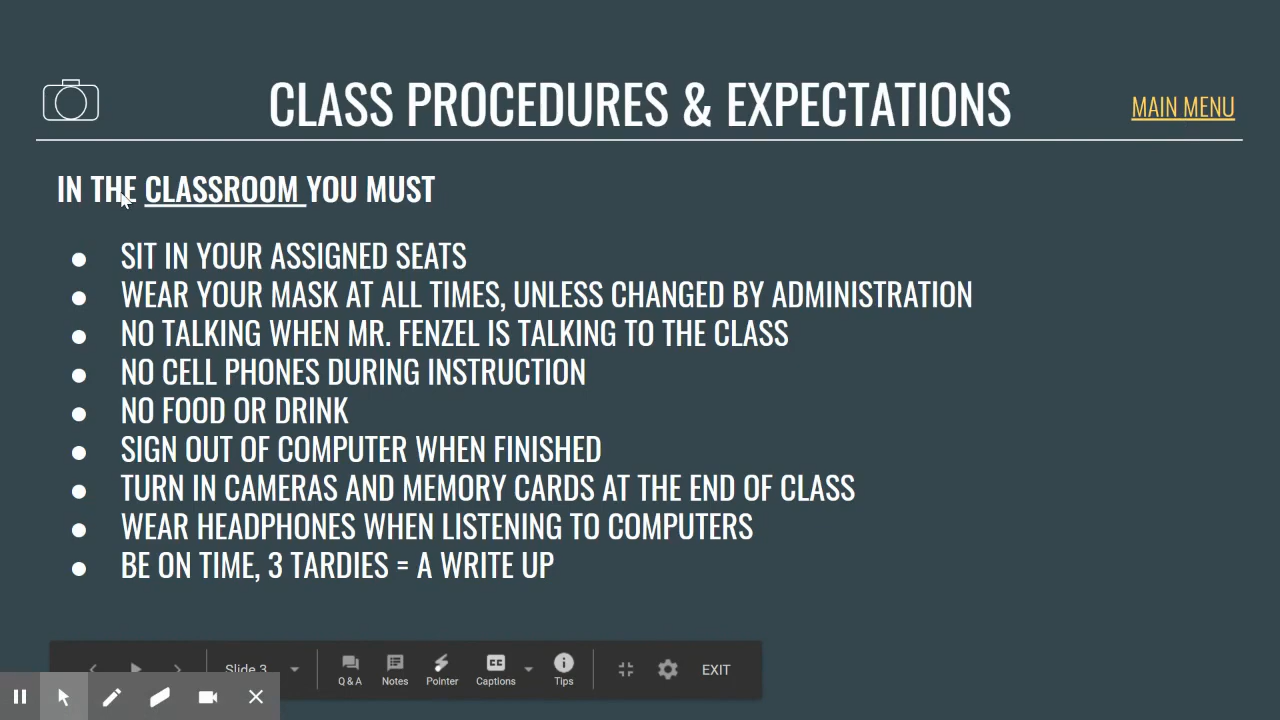 CLASS PROCEDURES & EXPECTATIONS
MAIN MENU
IN THE CLASSROOM YOU MUST
● SIT IN YOUR ASSIGNED SEATS
● WEAR YOUR MASK AT ALL TIMES, UNLESS CHANGED BY ADMINISTRATION
● NO TALKING WHEN MR. FENZEL IS TALKING TO THE CLASS
● NO CELL PHONES DURING INSTRUCTION
● NO FOOD OR DRINK
● SIGN OUT OF COMPUTER WHEN FINISHED
● TURN IN CAMERAS AND MEMORY CARDS AT THE END OF CLASS
● WEAR HEADPHONES WHEN LISTENING TO COMPUTERS
● BE ON TIME, 3 TARDIES = A WRITE UP
Slide 3 Q & A Notes Pointer CC Captions Tips EXIT